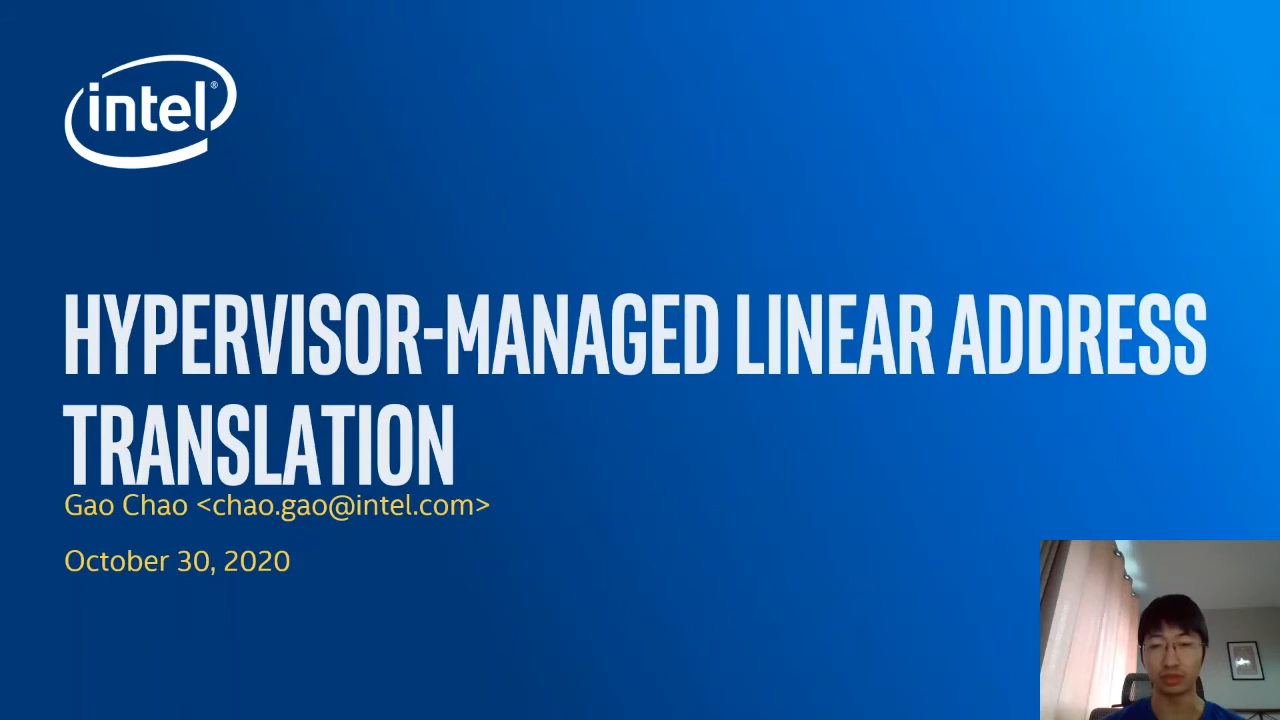 intel®
HYPERVISOR-MANAGED LINEAR ADDRESS
TRANSLATION
Gao Chao <chao.gao@intel.com>
October 30, 2020